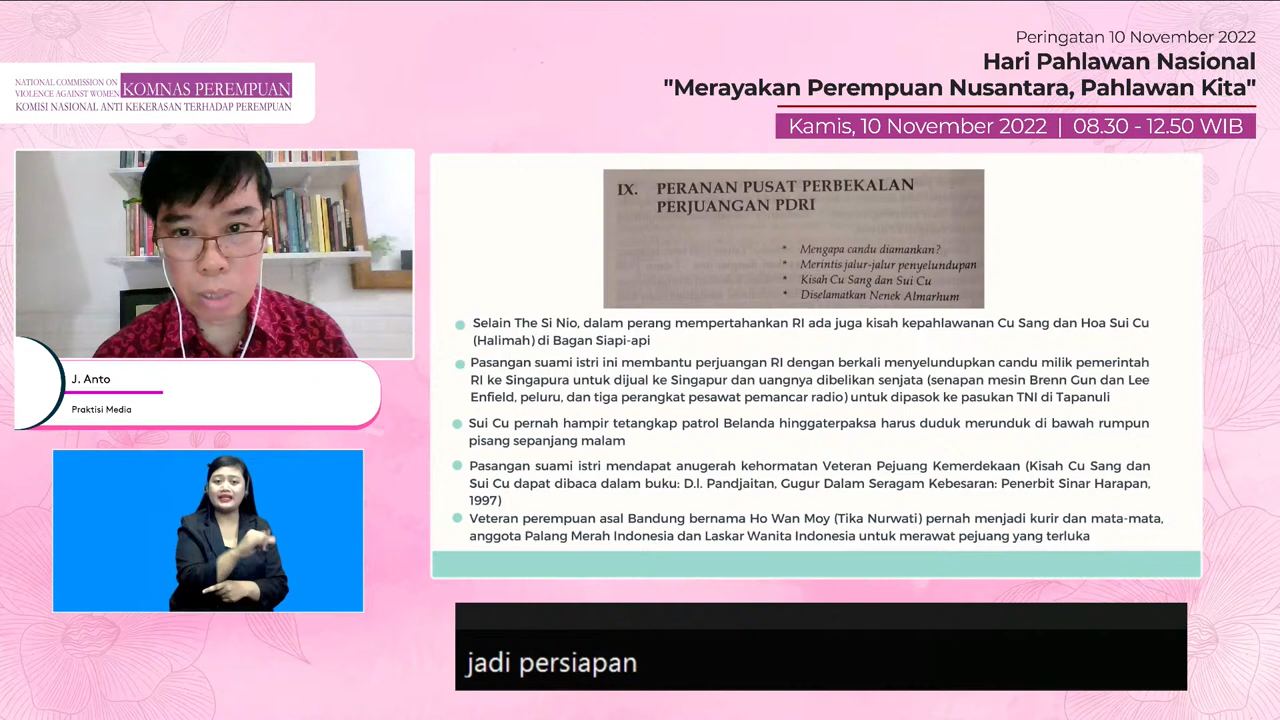 Peringatan 10 November 2022
Hari Pahlawan Nasional
"Merayakan Perempuan Nusantara, Pahlawan Kita"
Kamis, 10 November 2022 | 08.30 - 12.50 WIB
NATIONAL COMMISSION ON
VIOLENCE AGAINST WOMEN
KOMNAS PEREMPUAN
KOMISI NASIONAL ANTI KEKERASAN TERHADAP PEREMPUAN
J. Anto
Praktisi Media
IX. PERANAN PUSAT PERBEKALAN
PERJUANGAN PDRI
* Mengapa candu diamankan?
* Merintis jalur-jalur penyelundupan
* Kisah Cu Sang dan Sui Cu
* Diselamatkan Nenek Almarhum
Selain The Si Nio, dalam perang mempertahankan RI ada juga kisah kepahlawanan Cu Sang dan Hoa Sui Cu
(Halimah) di Bagan Siapi-api
Pasangan suami istri ini membantu perjuangan RI dengan berkali menyelundupkan candu milik pemerintah
RI ke Singapura untuk dijual ke Singapur dan uangnya dibelikan senjata (senapan mesin Brenn Gun dan Lee
Enfield, peluru, dan tiga perangkat pesawat pemancar radio) untuk dipasok ke pasukan TNI di Tapanuli
Sui Cu pernah hampir tetangkap patrol Belanda hinggaterpaksa harus duduk merunduk di bawah rumpun
pisang sepanjang malam
Pasangan suami istri mendapat anugerah kehormatan Veteran Pejuang Kemerdekaan (Kisah Cu Sang dan
Sui Cu dapat dibaca dalam buku: D.I. Pandjaitan, Gugur Dalam Seragam Kebesaran: Penerbit Sinar Harapan,
1997)
Veteran perempuan asal Bandung bernama Ho Wan Moy (Tika Nurwati) pernah menjadi kurir dan mata-mata,
anggota Palang Merah Indonesia dan Laskar Wanita Indonesia untuk merawat pejuang yang terluka
jadi persiapan